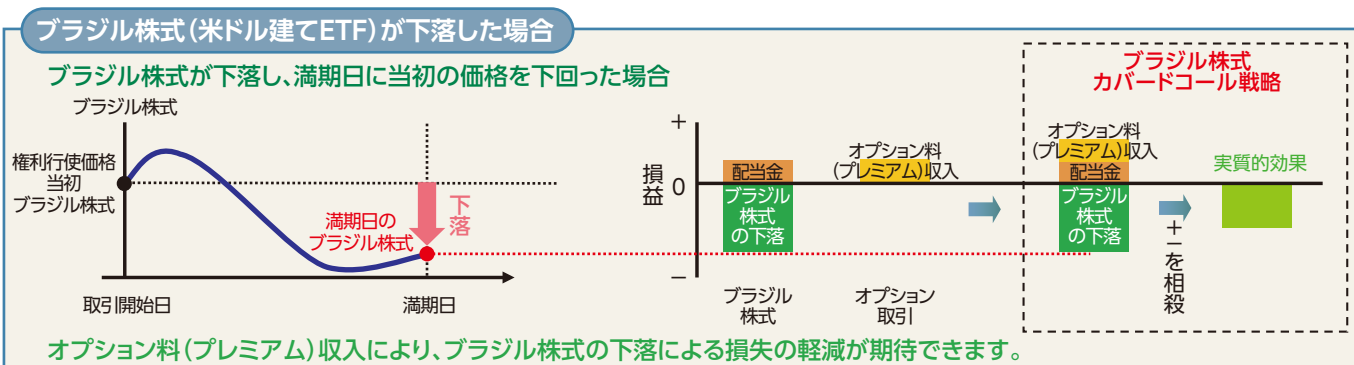 ブラジル株式(米ドル建てETF)が下落した場合
ブラジル株式が下落し、満期日に当初の価格を下回った場合
ブラジル株式
権利行使価格
当初
ブラジル株式
満期日の
ブラジル株式
下落
取引開始日
満期日
損益
+
0
−
配当金
ブラジル
株式
の下落
ブラジル
株式
オプション料
(プレミアム)収入
オプション
取引
ブラジル株式
カバードコール戦略
オプション料
(プレミアム)収入
配当金
ブラジル
株式
の下落
+−を相殺
実質的効果
オプション料(プレミアム)収入により、ブラジル株式の下落による損失の軽減が期待できます。